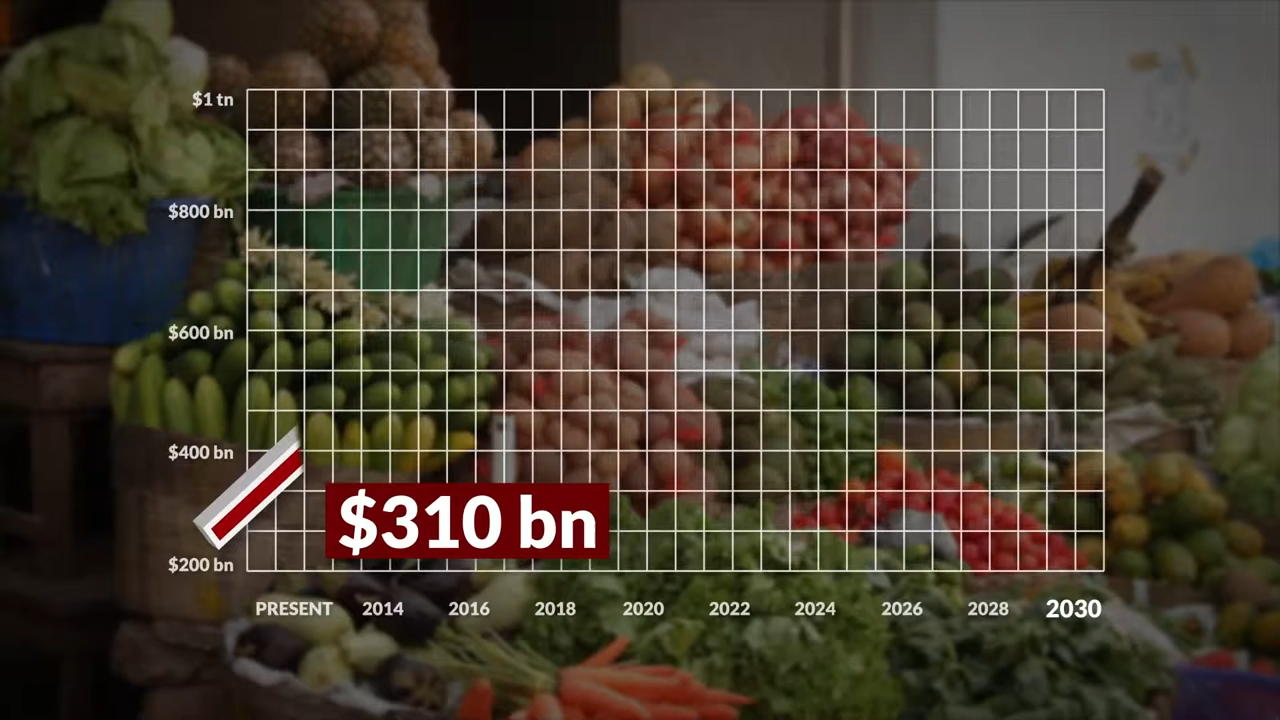 $1 tn
$800 bn
$600 bn
$400 bn
$310 bn
$200 bn
PRESENT 2014 2016 2018 2020 2022 2024 2026 2028 2030